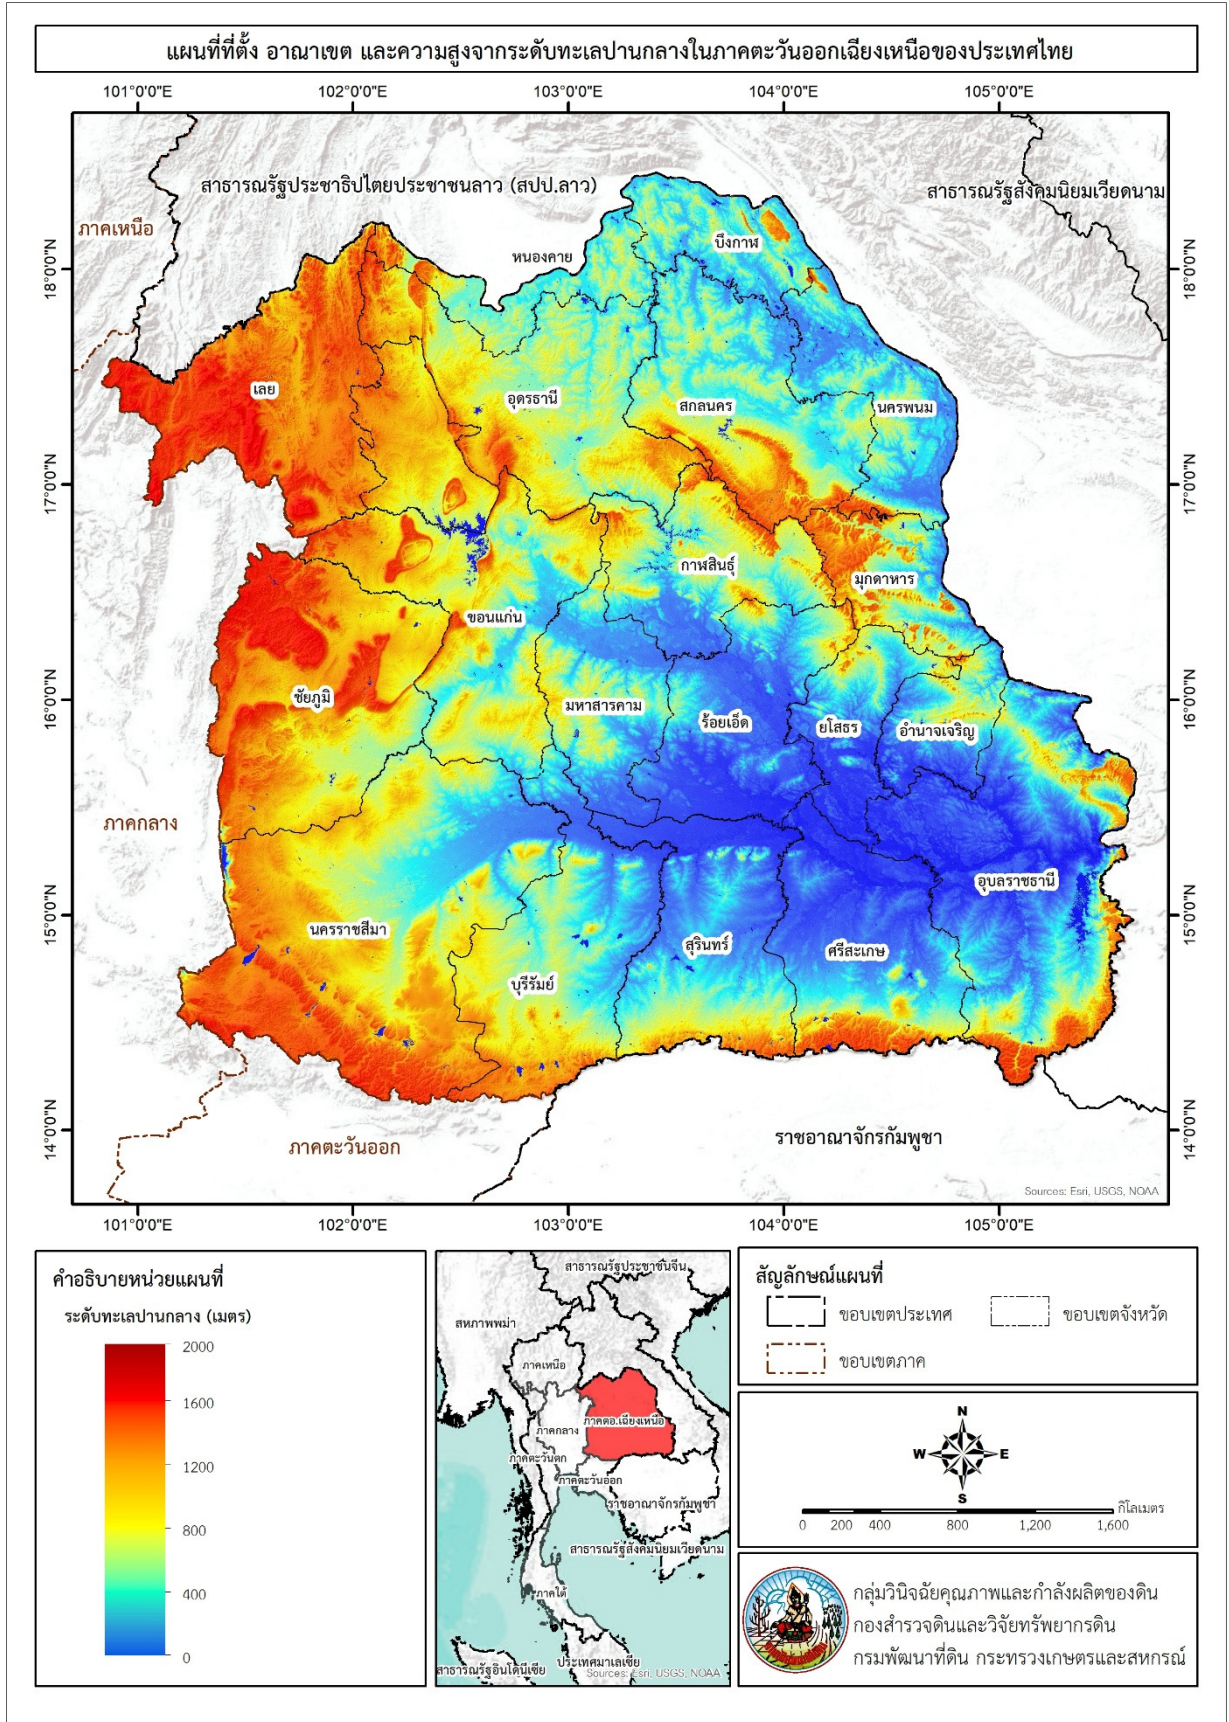 แผนที่ที่ตั้ง อาณาเขต และความสูงจากระดับทะเลปานกลางในภาคตะวันออกเฉียงเหนือของประเทศไทย
101°0'0"E 102°0'0"E 103°0'0"E 104°0'0"E 105°0'0"E
สาธารณรัฐประชาธิปไตยประชาชนลาว (สปป.ลาว)
สาธารณรัฐสังคมนิยมเวียดนาม
ภาคเหนือ
บึงกาฬ
หนองคาย
18°0'0"N 18°0'0"N
เลย
อุดรธานี
สกลนคร
นครพนม
17°0'0"N 17°0'0"N
กาฬสินธุ์
มุกดาหาร
ขอนแก่น
ชัยภูมิ
มหาสารคาม
ร้อยเอ็ด
ยโสธร
อำนาจเจริญ
16°0'0"N 16°0'0"N
ภาคกลาง
อุบลราชธานี
15°0'0"N 15°0'0"N
นครราชสีมา
สุรินทร์
ศรีสะเกษ
บุรีรัมย์
14°0'0"N 14°0'0"N
ภาคตะวันออก
ราชอาณาจักรกัมพูชา
Sources: Esri, USGS, NOAA
101°0'0"E 102°0'0"E 103°0'0"E 104°0'0"E 105°0'0"E
คำอธิบายหน่วยแผนที่
ระดับทะเลปานกลาง (เมตร)
2000
1600
1200
800
400
0
สาธารณรัฐประชาชนจีน
สหภาพพม่า
ภาคเหนือ
ภาคตอ.เฉียงเหนือ
ภาคกลาง
ภาคตะวันตก
ภาคตะวันออก
ราชอาณาจักรกัมพูชา
สาธารณรัฐสังคมนิยมเวียดนาม
ภาคใต้
ประเทศมาเลเซีย
สาธารณรัฐอินโดนีเซีย
Sources: Esri, USGS, NOAA
สัญลักษณ์แผนที่
ขอบเขตประเทศ ขอบเขตจังหวัด
ขอบเขตภาค
N
W E
S
กิโลเมตร
0 200 400 800 1,200 1,600
กลุ่มวินิจฉัยคุณภาพและกำลังผลิตของดิน
กองสำรวจดินและวิจัยทรัพยากรดิน
กรมพัฒนาที่ดิน กระทรวงเกษตรและสหกรณ์